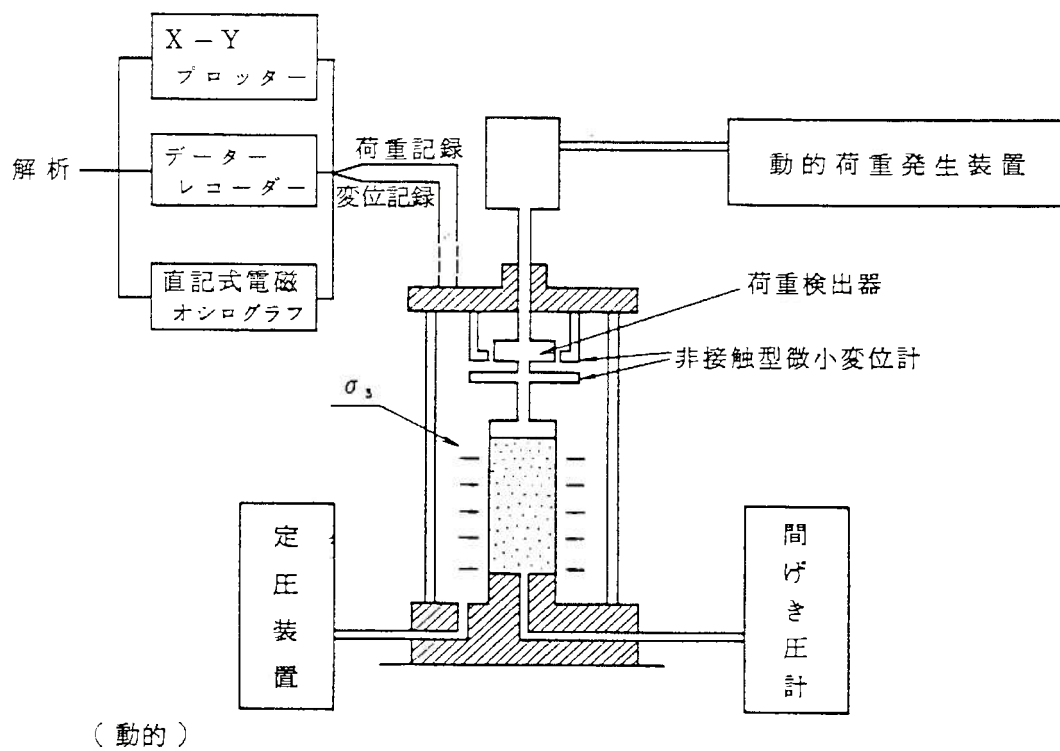 X－Y
プロッター
データー
レコーダー
直記式電磁
オシログラフ
解析
荷重記録
変位記録
動的荷重発生装置
荷重検出器
非接触型微小変位計
σ₃
定圧装置
間げき圧計
（動的）